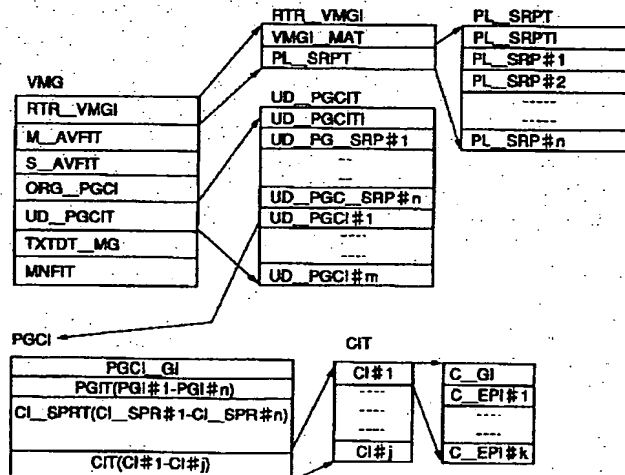 RTR_VMGI
VMGI_MAT
PL_SRPT
PL_SRPT
PL_SRPTI
PL_SRP#1
PL_SRP#2
-----
-----
PL_SRP#n
VMG
RTR_VMGI
M_AVFIT
S_AVFIT
ORG_PGCI
UD_PGCIT
TXTDT_MG
MNFIT
UD_PGCIT
UD_PGCITI
UD_PG_SRP#1
---
---
UD_PGC_SRP#n
UD_PGCI#1
----
----
UD_PGCI#m
PGCI
PGCI_GI
PGIT(PGI#1-PGI#n)
CI_SPRT(CI_SPR#1-CI_SPR#n)
CIT(CI#1-CI#j)
CIT
CI#1
----
----
----
CI#j
C_GI
C_EPI#1
----
----
C_EPI#k